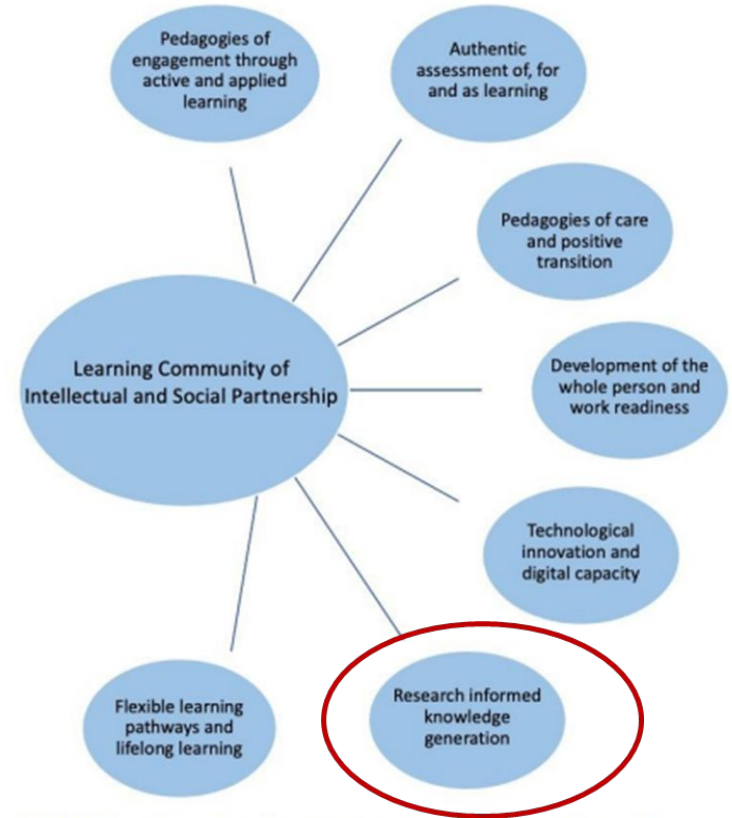 Pedagogies of
engagement through
active and applied
learning
Authentic
assessment of, for
and as learning
Pedagogies of care
and positive
transition
Learning Community of
Intellectual and Social Partnership
Development of the
whole person and
work readiness
Technological
innovation and
digital capacity
Research informed
knowledge
generation
Flexible learning
pathways and
lifelong learning